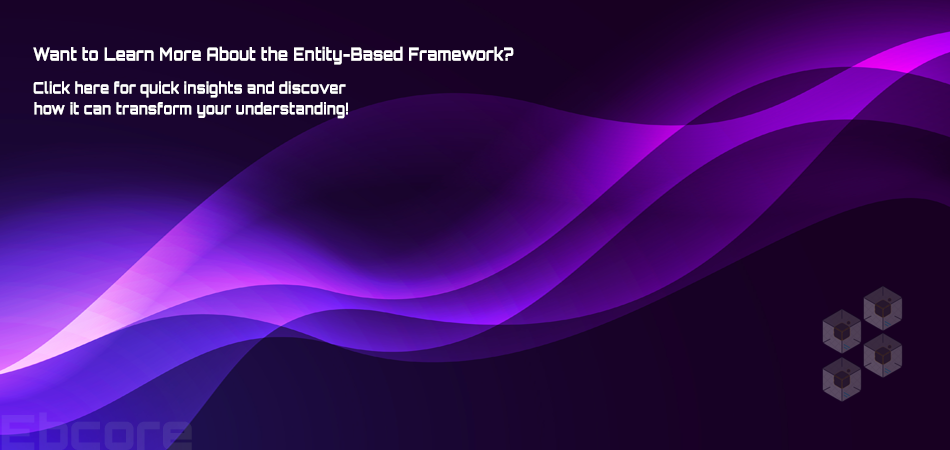 Want to Learn More About the Entity-Based Framework?
Click here for quick insights and discover
how it can transform your understanding!
Ebcore